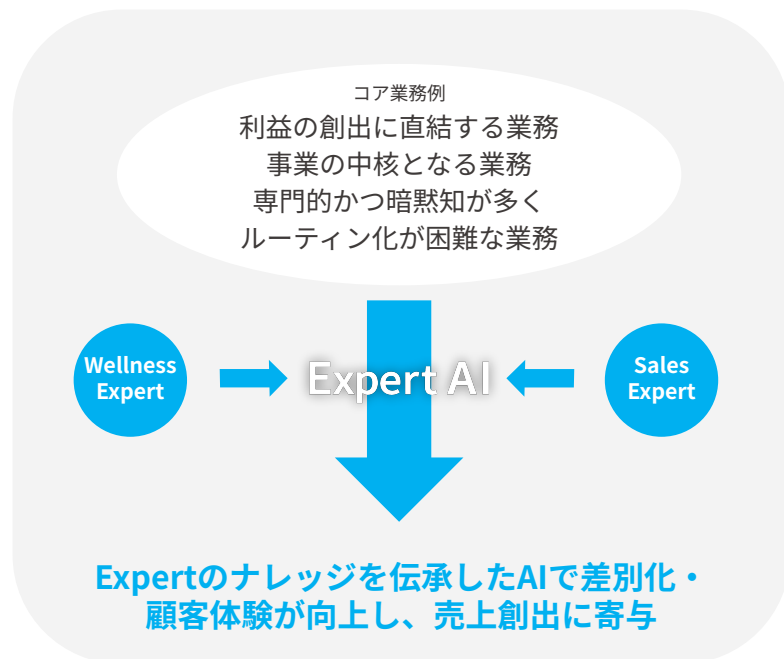 コア業務例
利益の創出に直結する業務
事業の中核となる業務
専門的かつ暗黙知が多く
ルーティン化が困難な業務
Wellness
Expert
Expert AI
Sales
Expert
Expertのナレッジを伝承したAIで差別化・
顧客体験が向上し、売上創出に寄与